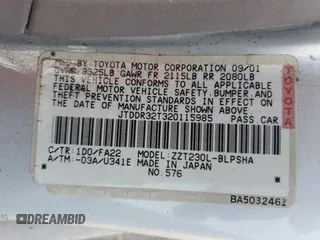 MFD BY TOYOTA MOTOR CORPORATION 09/01
GVWR 3525LB GAWR FR 2115LB RR 2080LB
THIS VEHICLE CONFORMS TO ALL APPLICABLE
FEDERAL MOTOR VEHICLE SAFETY, BUMPER, AND
THEFT PREVENTION STANDARDS IN EFFECT ON
THE DATE OF MANUFACTURE SHOWN ABOVE.
JTDDR32T320115985 PASS.CAR
TOYOTA
C/TR:1D0/FA22 MODEL:ZZT230L-BLPSHA
A/TM:-03A/U341E MADE IN JAPAN
NO.576
BA5032461
DREAMBID